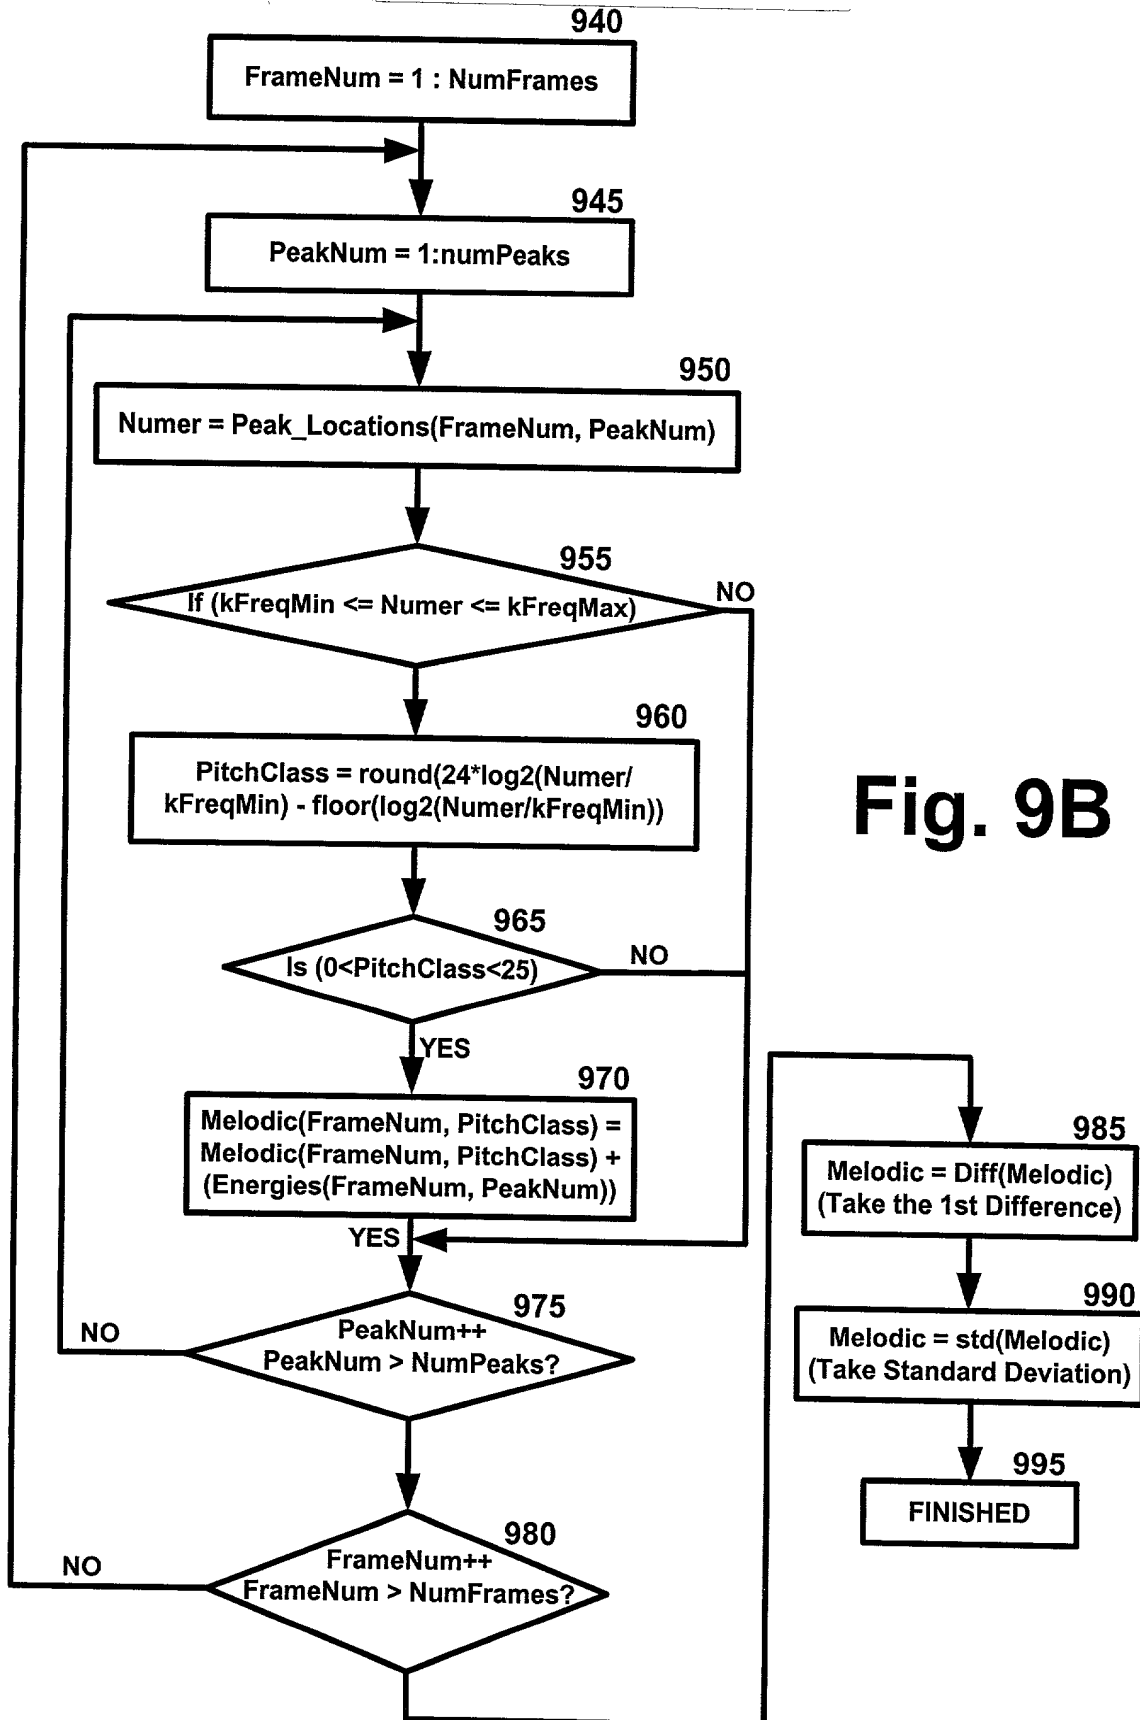 940
FrameNum = 1 : NumFrames
945
PeakNum = 1:numPeaks
950
Numer = Peak_Locations(FrameNum, PeakNum)
955
If (kFreqMin <= Numer <= kFreqMax)
NO
960
PitchClass = round(24*log2(Numer/
kFreqMin) - floor(log2(Numer/kFreqMin))
965
Is (0<PitchClass<25)
NO
YES
970
Melodic(FrameNum, PitchClass) =
Melodic(FrameNum, PitchClass) +
(Energies(FrameNum, PeakNum))
YES
975
PeakNum++
PeakNum > NumPeaks?
NO
980
FrameNum++
FrameNum > NumFrames?
NO
985
Melodic = Diff(Melodic)
(Take the 1st Difference)
990
Melodic = std(Melodic)
(Take Standard Deviation)
995
FINISHED
Fig. 9B